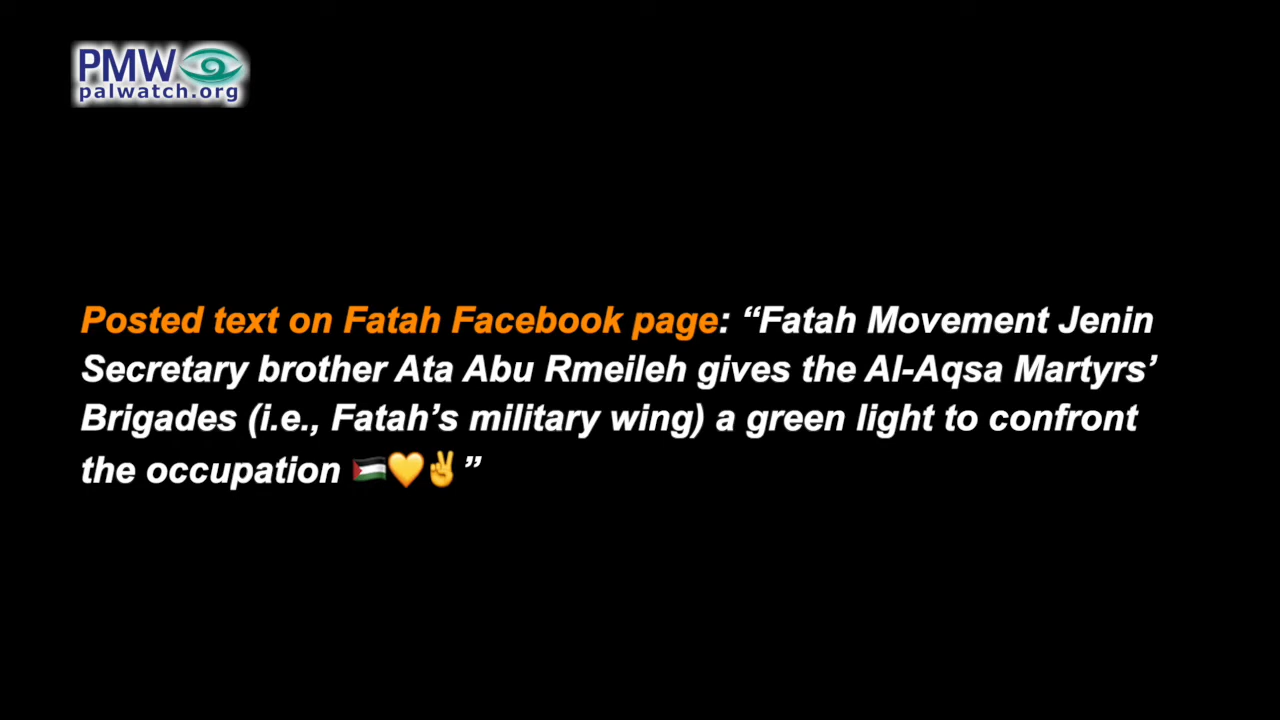 PMW
palwatch.org
Posted text on Fatah Facebook page: “Fatah Movement Jenin
Secretary brother Ata Abu Rmeileh gives the Al-Aqsa Martyrs’
Brigades (i.e., Fatah’s military wing) a green light to confront
the occupation 🇵🇸💛✌️”